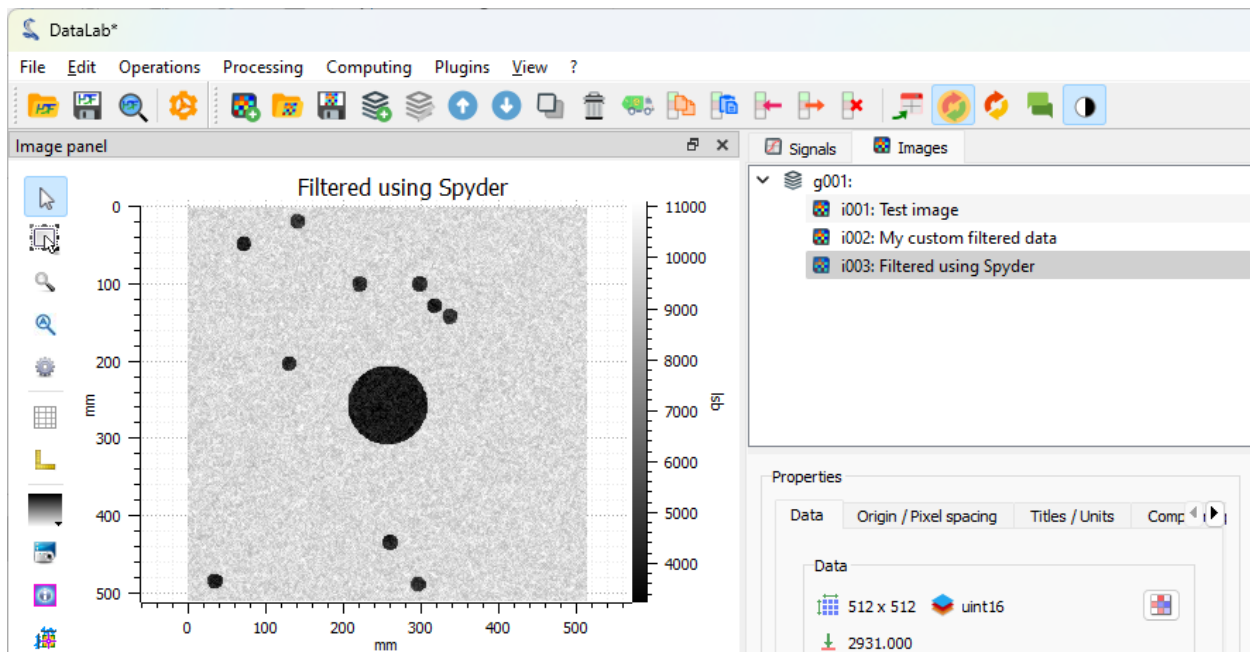 DataLab*
File Edit Operations Processing Computing Plugins View ?
Image panel
Signals Images
Filtered using Spyder
g001:
i001: Test image
i002: My custom filtered data
i003: Filtered using Spyder
0
100
200
300
400
500
mm
0 100 200 300 400 500
mm
11000
10000
9000
8000
7000
6000
5000
4000
lsb
Properties
Data Origin / Pixel spacing Titles / Units
Data
512 x 512 uint16
2931.000